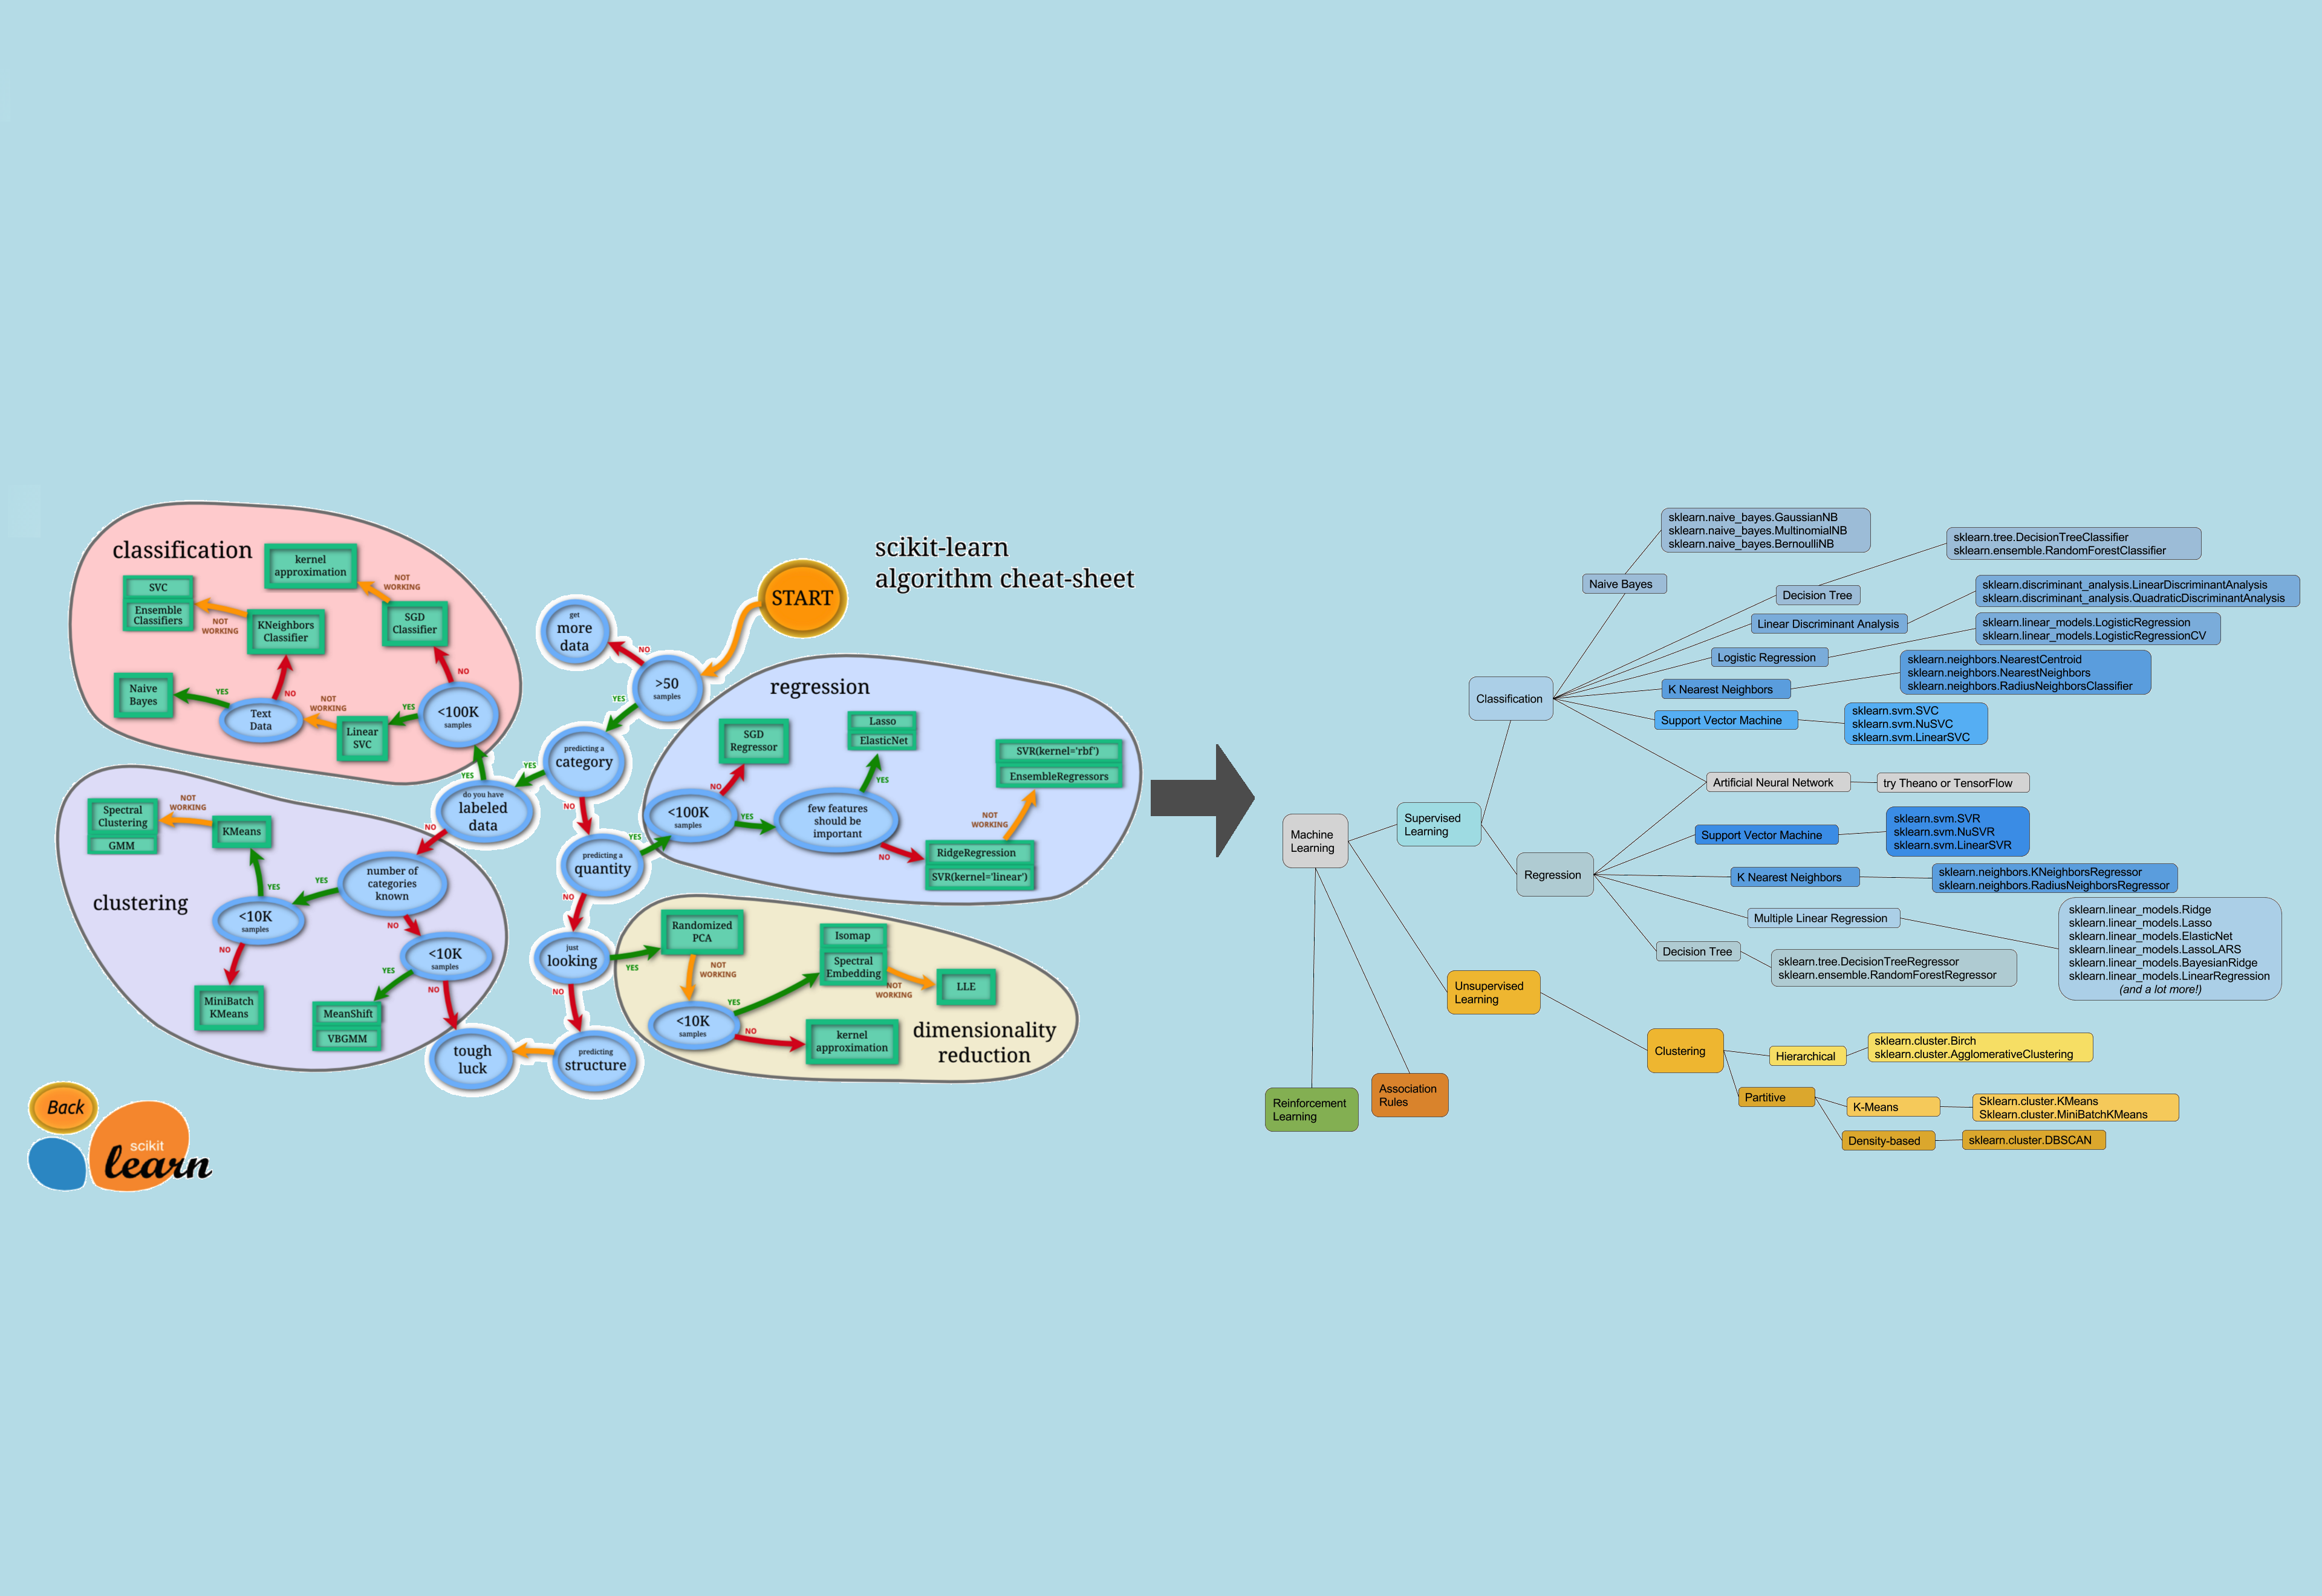 scikit-learn
algorithm cheat-sheet
START
get
more
data
NO
>50
samples
YES
predicting a
category
YES
NO
do you have
labeled
data
YES
NO
predicting a
quantity
YES
NO
just
looking
YES
NO
predicting
structure
tough
luck
classification
kernel
approximation
NOT
WORKING
SVC
Ensemble
Classifiers
NOT
WORKING
KNeighbors
Classifier
SGD
Classifier
NO
NO
Naive
Bayes
YES
Text
Data
NOT
WORKING
Linear
SVC
YES
<100K
samples
regression
SGD
Regressor
Lasso
ElasticNet
SVR(kernel='rbf')
EnsembleRegressors
NO
YES
<100K
samples
YES
few features
should be
important
NOT
WORKING
NO
RidgeRegression
SVR(kernel='linear')
clustering
Spectral
Clustering
GMM
NOT
WORKING
KMeans
number of
categories
known
YES
YES
NO
<10K
samples
NO
<10K
samples
YES
NO
MiniBatch
KMeans
MeanShift
VBGMM
Randomized
PCA
NOT
WORKING
Isomap
Spectral
Embedding
NOT
WORKING
LLE
YES
<10K
samples
NO
kernel
approximation
dimensionality
reduction
Back
scikit
learn
Machine
Learning
Supervised
Learning
Classification
Naive Bayes
sklearn.naive_bayes.GaussianNB
sklearn.naive_bayes.MultinomialNB
sklearn.naive_bayes.BernoulliNB
Decision Tree
sklearn.tree.DecisionTreeClassifier
sklearn.ensemble.RandomForestClassifier
Linear Discriminant Analysis
sklearn.discriminant_analysis.LinearDiscriminantAnalysis
sklearn.discriminant_analysis.QuadraticDiscriminantAnalysis
Logistic Regression
sklearn.linear_models.LogisticRegression
sklearn.linear_models.LogisticRegressionCV
K Nearest Neighbors
sklearn.neighbors.NearestCentroid
sklearn.neighbors.NearestNeighbors
sklearn.neighbors.RadiusNeighborsClassifier
Support Vector Machine
sklearn.svm.SVC
sklearn.svm.NuSVC
sklearn.svm.LinearSVC
Artificial Neural Network
try Theano or TensorFlow
Regression
Support Vector Machine
sklearn.svm.SVR
sklearn.svm.NuSVR
sklearn.svm.LinearSVR
K Nearest Neighbors
sklearn.neighbors.KNeighborsRegressor
sklearn.neighbors.RadiusNeighborsRegressor
Multiple Linear Regression
sklearn.linear_models.Ridge
sklearn.linear_models.Lasso
sklearn.linear_models.ElasticNet
sklearn.linear_models.LassoLARS
sklearn.linear_models.BayesianRidge
sklearn.linear_models.LinearRegression
(and a lot more!)
Decision Tree
sklearn.tree.DecisionTreeRegressor
sklearn.ensemble.RandomForestRegressor
Unsupervised
Learning
Clustering
Hierarchical
sklearn.cluster.Birch
sklearn.cluster.AgglomerativeClustering
Partitive
K-Means
Sklearn.cluster.KMeans
Sklearn.cluster.MiniBatchKMeans
Density-based
sklearn.cluster.DBSCAN
Reinforcement
Learning
Association
Rules